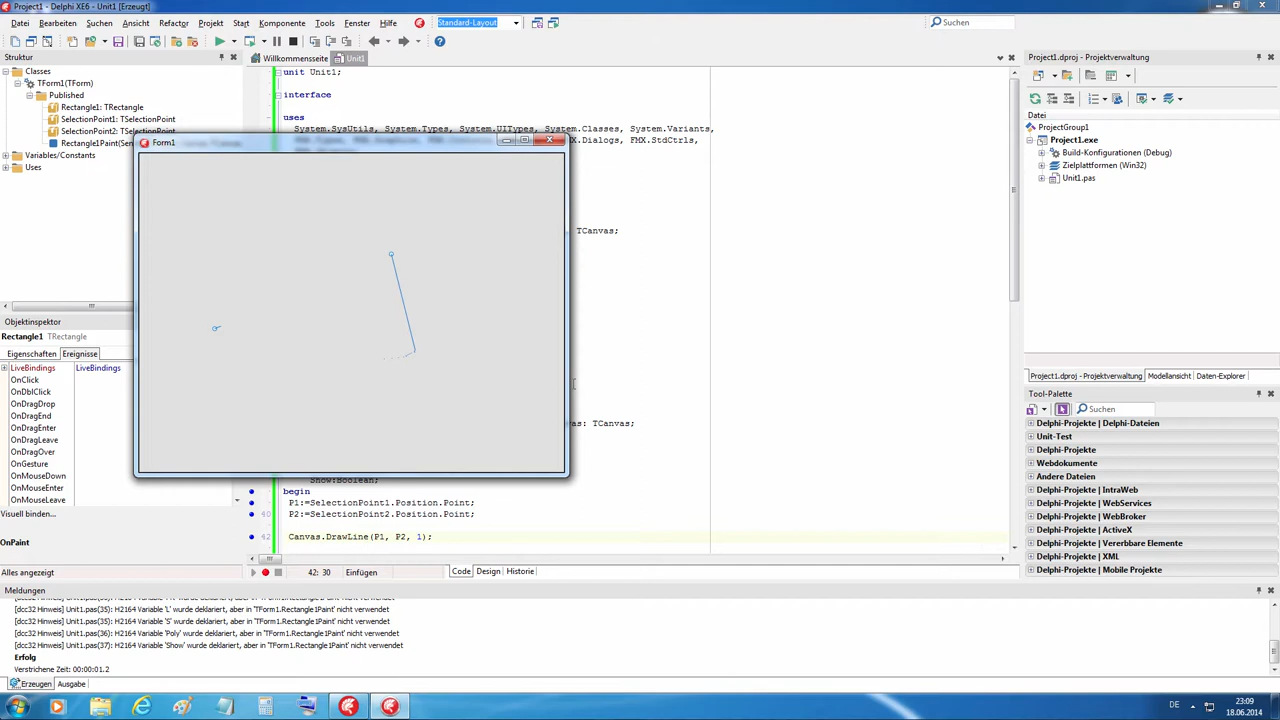 Project1 - Delphi XE6 - Unit1 [Erzeugt]
Datei Bearbeiten Suchen Ansicht Refactor Projekt Start Komponente Tools Fenster Hilfe Standard-Layout Suchen
Struktur
Classes
TForm1(TForm)
Published
Rectangle1: TRectangle
SelectionPoint1: TSelectionPoint
SelectionPoint2: TSelectionPoint
Rectangle1Paint(Sen
Variables/Constants
Uses
Objektinspektor
Rectangle1 TRectangle
Eigenschaften Ereignisse
LiveBindings LiveBindings
OnClick
OnDblClick
OnDragDrop
OnDragEnd
OnDragEnter
OnDragLeave
OnDragOver
OnGesture
OnMouseDown
OnMouseEnter
OnMouseLeave
Visuell binden...
OnPaint
Alles angezeigt
Willkommensseite Unit1
unit Unit1;
interface
uses
System.SysUtils, System.Types, System.UITypes, System.Classes, System.Variants,
FMX.Dialogs, FMX.StdCtrls,
Form1
TCanvas;
TCanvas;
Show:Boolean;
begin
P1:=SelectionPoint1.Position.Point;
40 P2:=SelectionPoint2.Position.Point;
42 Canvas.DrawLine(P1, P2, 1);
42: 30 Einfügen Code Design Historie
Project1.dproj - Projektverwaltung
Datei
ProjectGroup1
Project1.exe
Build-Konfigurationen (Debug)
Zielplattformen (Win32)
Unit1.pas
Project1.dproj - Projektverwaltung Modellansicht Daten-Explorer
Tool-Palette
Suchen
Delphi-Projekte | Delphi-Dateien
Unit-Test
Delphi-Projekte
Webdokumente
Andere Dateien
Delphi-Projekte | IntraWeb
Delphi-Projekte | WebServices
Delphi-Projekte | WebBroker
Delphi-Projekte | ActiveX
Delphi-Projekte | Vererbbare Elemente
Delphi-Projekte | XML
Delphi-Projekte | Mobile Projekte
Meldungen
[dcc32 Hinweis] Unit1.pas(35): H2164 Variable 'L' wurde deklariert, aber in 'TForm1.Rectangle1Paint' nicht verwendet
[dcc32 Hinweis] Unit1.pas(35): H2164 Variable 'S' wurde deklariert, aber in 'TForm1.Rectangle1Paint' nicht verwendet
[dcc32 Hinweis] Unit1.pas(36): H2164 Variable 'Poly' wurde deklariert, aber in 'TForm1.Rectangle1Paint' nicht verwendet
[dcc32 Hinweis] Unit1.pas(37): H2164 Variable 'Show' wurde deklariert, aber in 'TForm1.Rectangle1Paint' nicht verwendet
Erfolg
Verstrichene Zeit: 00:00:01.2
Erzeugen Ausgabe
DE 23:09
18.06.2014